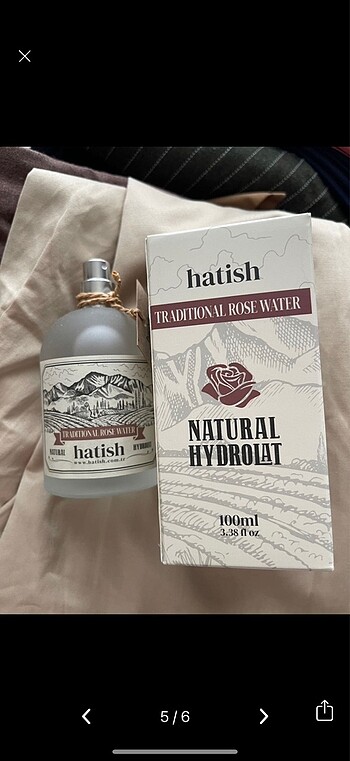 hatish
TRADITIONAL ROSE WATER
NATURAL
HYDROLAT
100ml
3.38 fl oz
TRADITIONAL ROSE WATER
NATURAL hatish HYDROLAT
www.hatish.com.tr
5/6